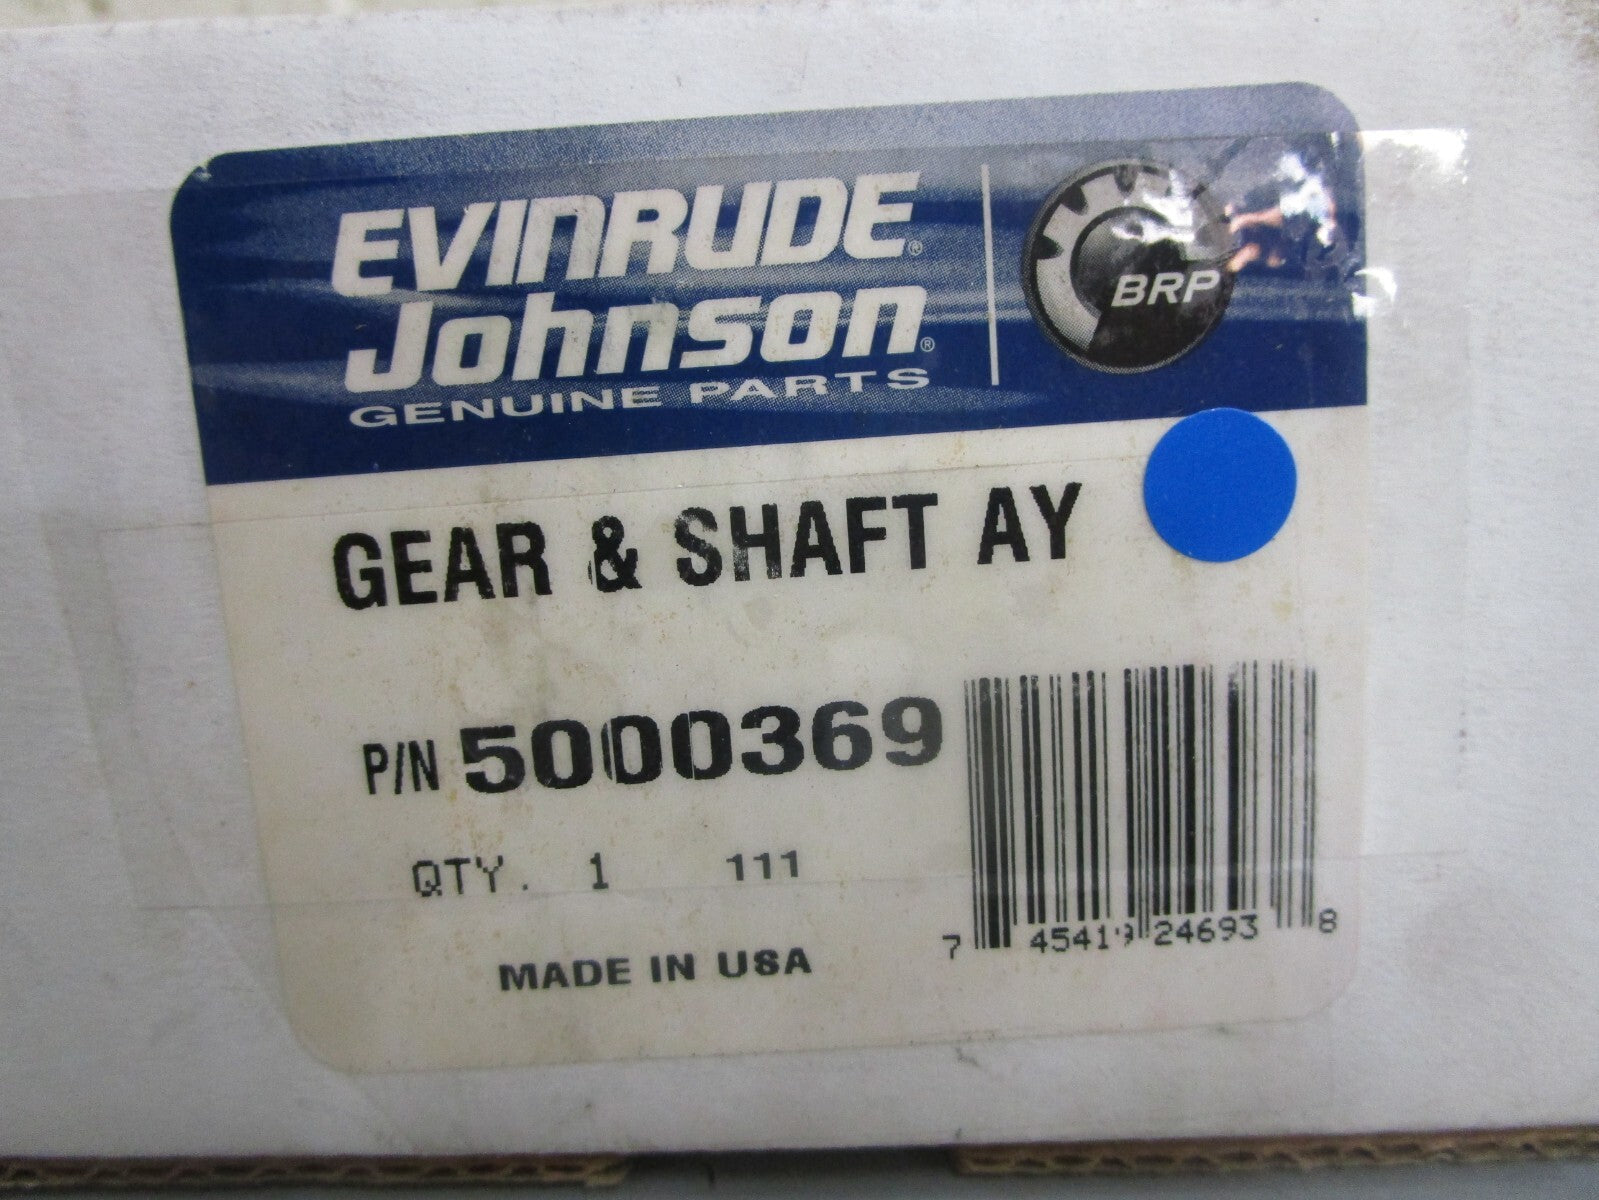 EVINRUDE®
Johnson®
GENUINE PARTS
BRP
GEAR & SHAFT AY
P/N 5000369
QTY. 1 111
MADE IN USA
7 45419 24693 8